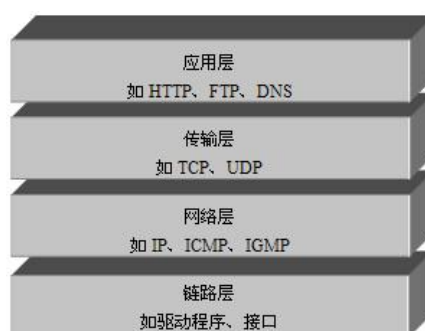 应用层
如 HTTP、FTP、DNS
传输层
如 TCP、UDP
网络层
如 IP、ICMP、IGMP
链路层
如驱动程序、接口